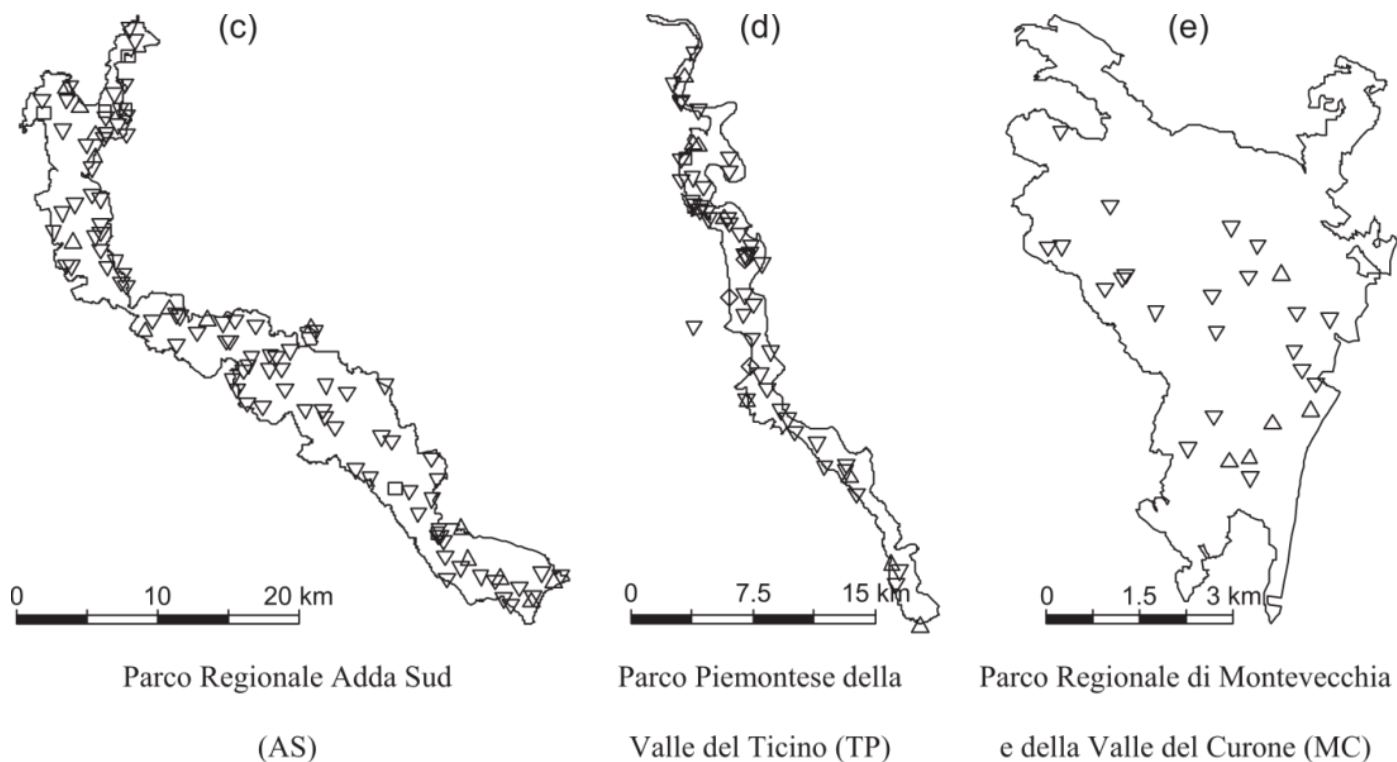 (c) (d) (e)
0 10 20 km
0 7.5 15 km
0 1.5 3 km
Parco Regionale Adda Sud
(AS)
Parco Piemontese della
Valle del Ticino (TP)
Parco Regionale di Montevecchia
e della Valle del Curone (MC)